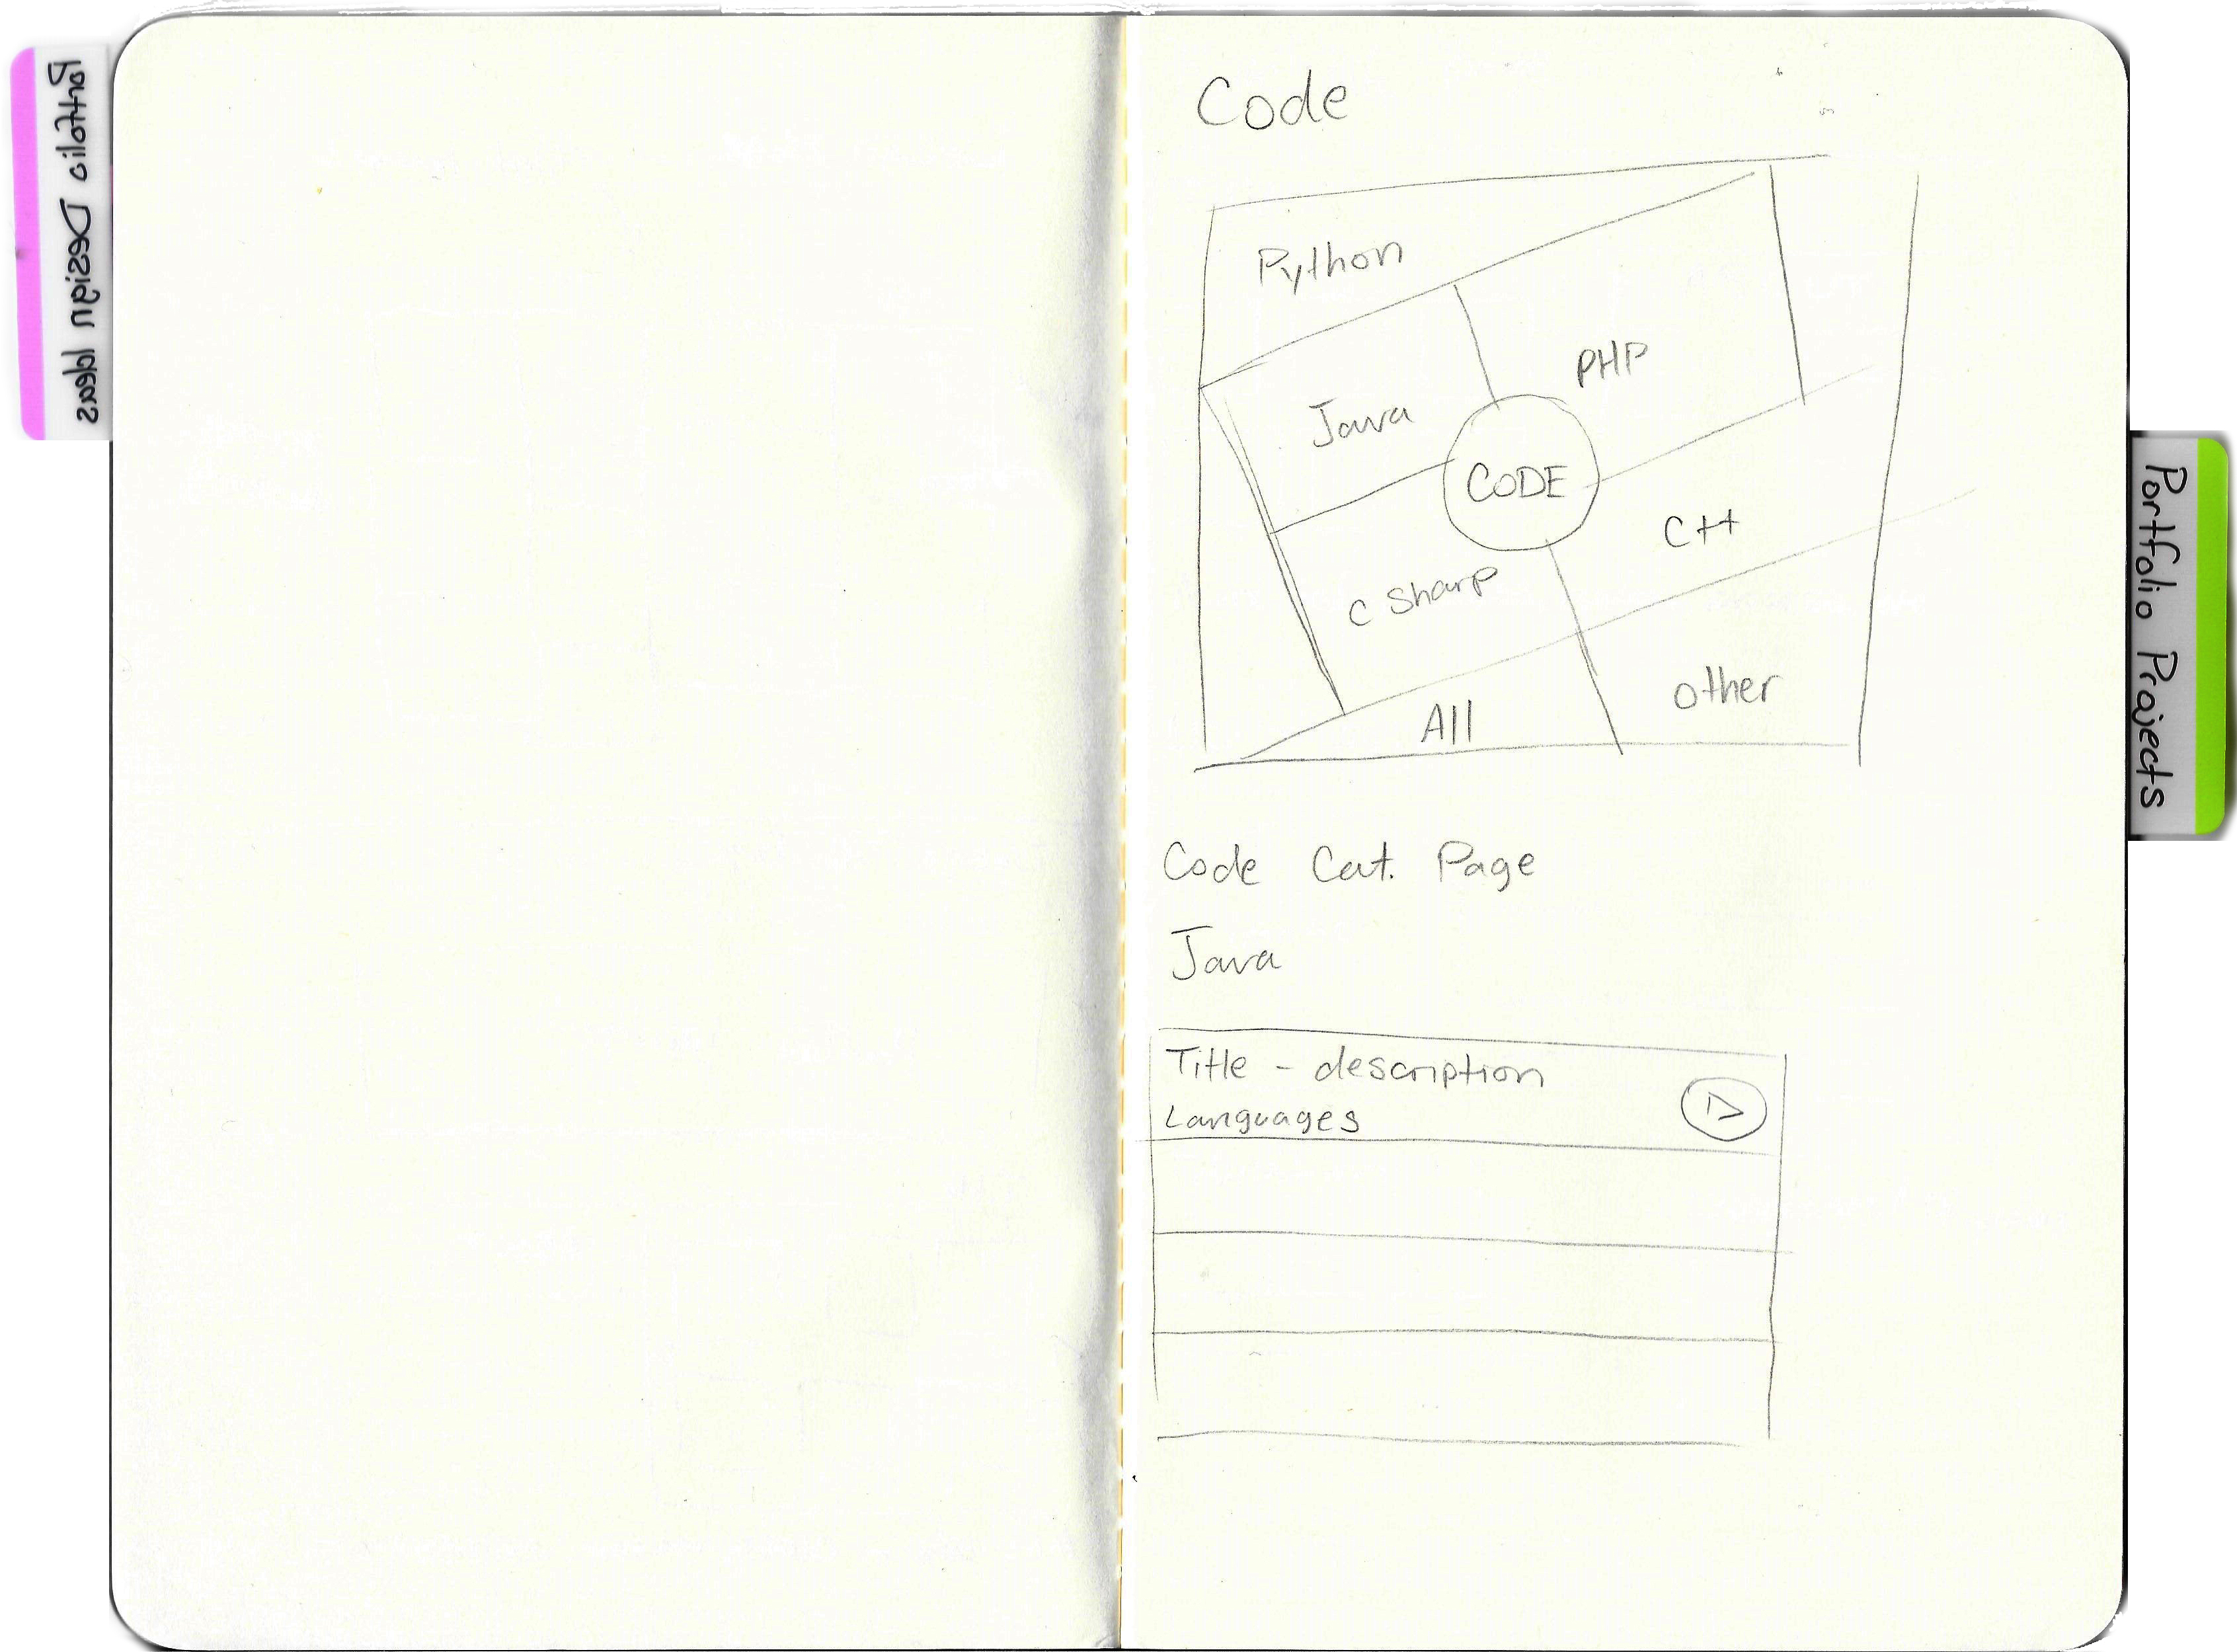 Portfolio Design Ideas
Code
Python
PHP
Java
CODE
C++
C Sharp
Other
All
Code Cat. Page
Java
Title - description
Languages
Portfolio Projects